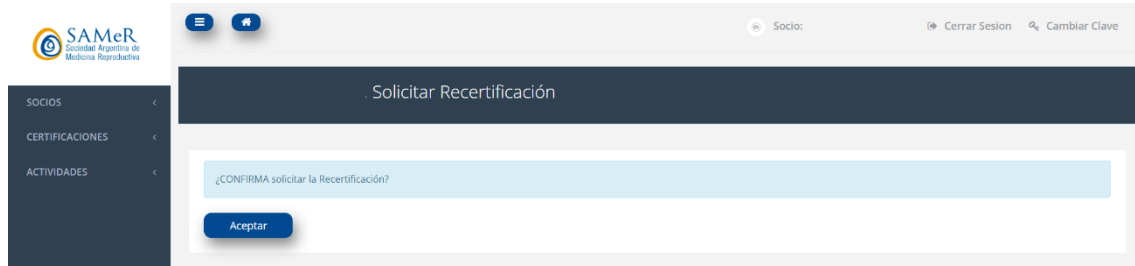 SAMeR
Sociedad Argentina de
Medicina Reproductiva
Socio:
Cerrar Sesion
Cambiar Clave
. Solicitar Recertificación
SOCIOS
CERTIFICACIONES
ACTIVIDADES
¿CONFIRMA solicitar la Recertificación?
Aceptar